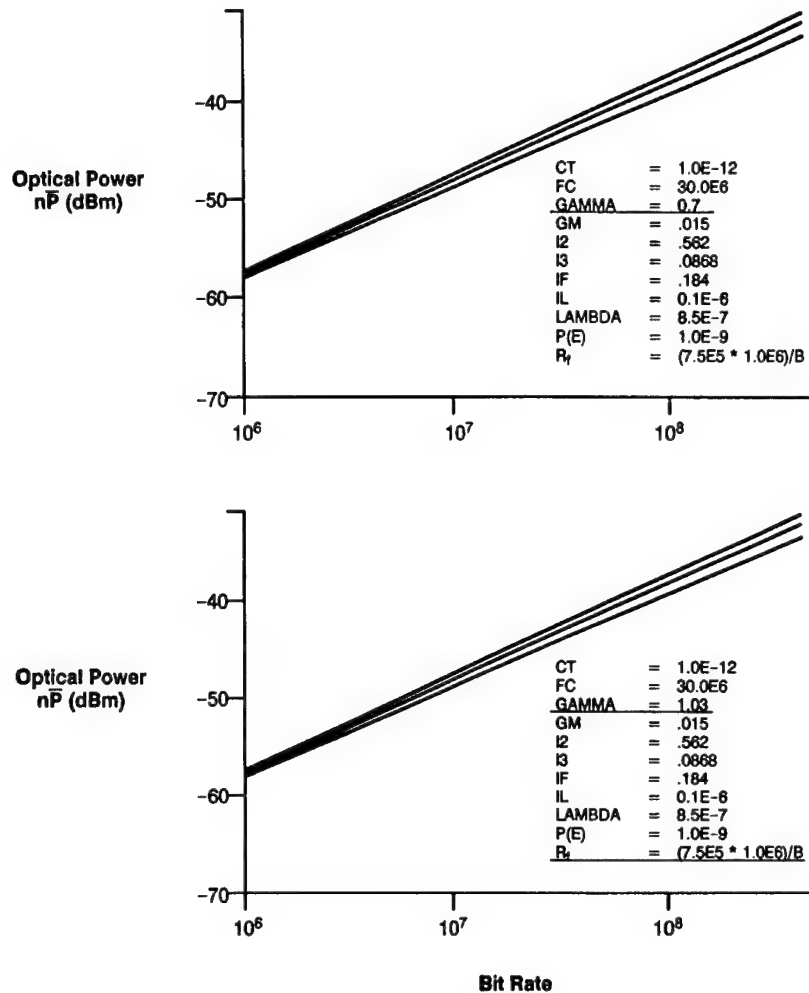 -40
Optical Power
nP̅ (dBm)
-50
-60
-70
CT = 1.0E-12
FC = 30.0E6
GAMMA = 0.7
GM = .015
I2 = .562
I3 = .0868
IF = .184
IL = 0.1E-6
LAMBDA = 8.5E-7
P(E) = 1.0E-9
Rf = (7.5E5 * 1.0E6)/B
10⁶ 10⁷ 10⁸
-40
Optical Power
nP̅ (dBm)
-50
-60
-70
CT = 1.0E-12
FC = 30.0E6
GAMMA = 1.03
GM = .015
I2 = .562
I3 = .0868
IF = .184
IL = 0.1E-6
LAMBDA = 8.5E-7
P(E) = 1.0E-9
Rf = (7.5E5 * 1.0E6)/B
10⁶ 10⁷ 10⁸
Bit Rate